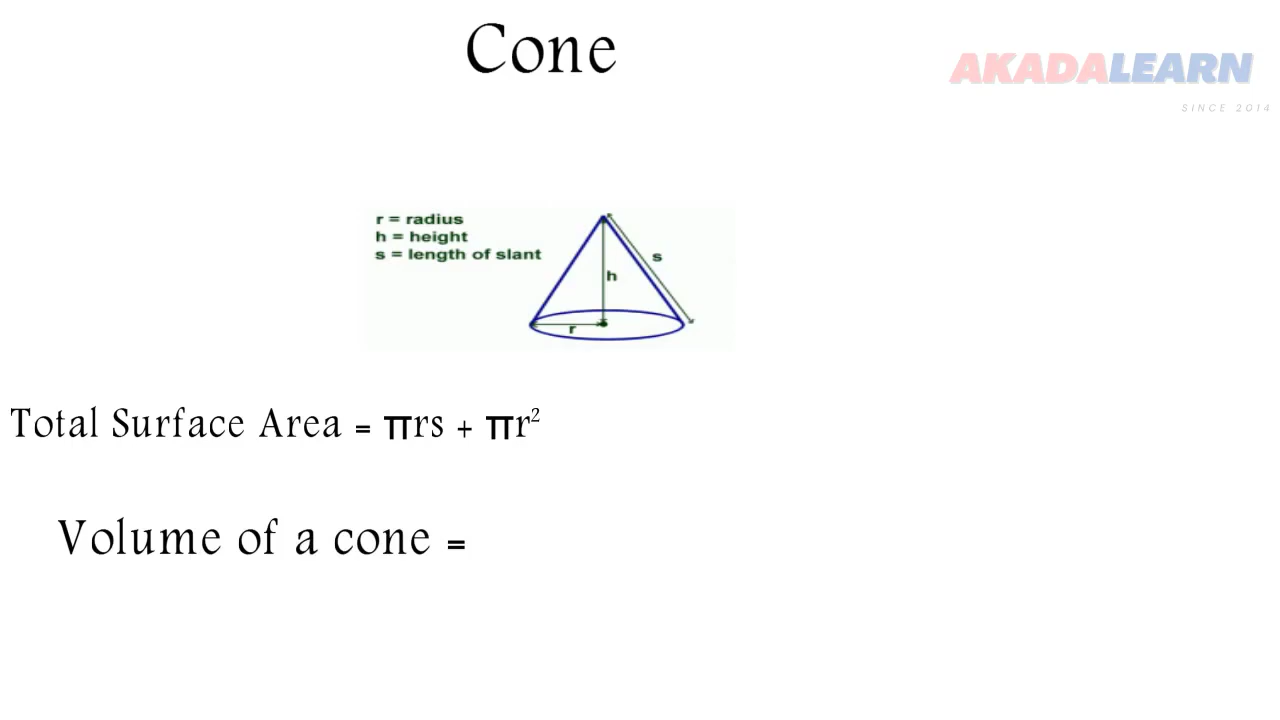 Cone
AKADALEARN
SINCE 2014
r = radius
h = height
s = length of slant
s
h
r
Total Surface Area = πrs + πr²
Volume of a cone =